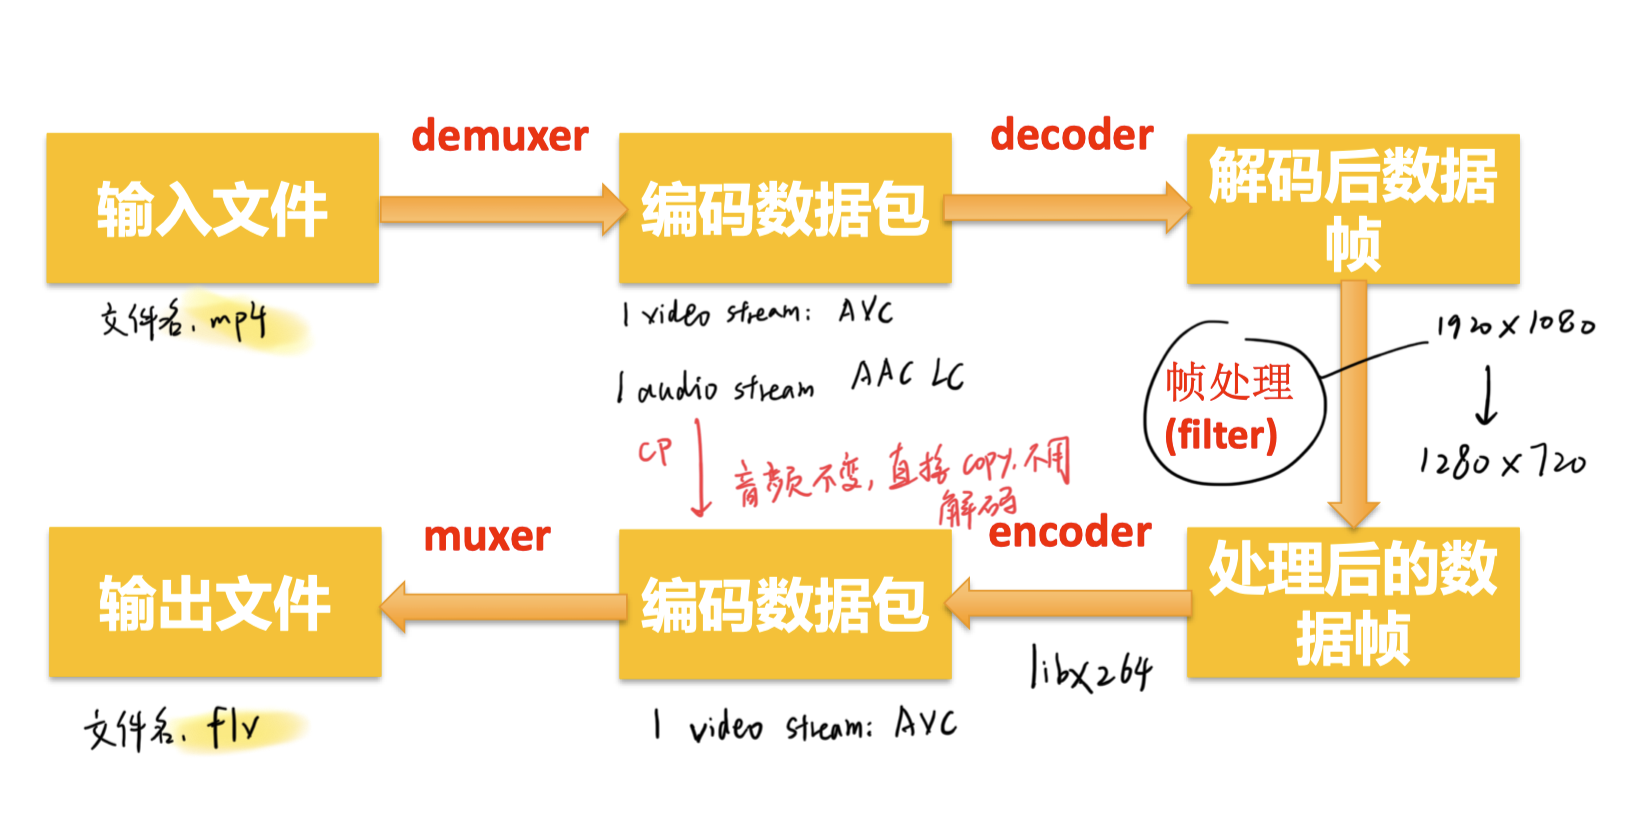 demuxer
decoder
输入文件
编码数据包
解码后数据
帧
文件名.mp4
1 video stream: AVC
1 audio stream AAC LC
1920x1080
帧处理
(filter)
1280x720
CP
音频不变,直接copy.不用
解码
muxer
encoder
输出文件
编码数据包
处理后的数
据帧
libx264
文件名.flv
1 video stream: AVC